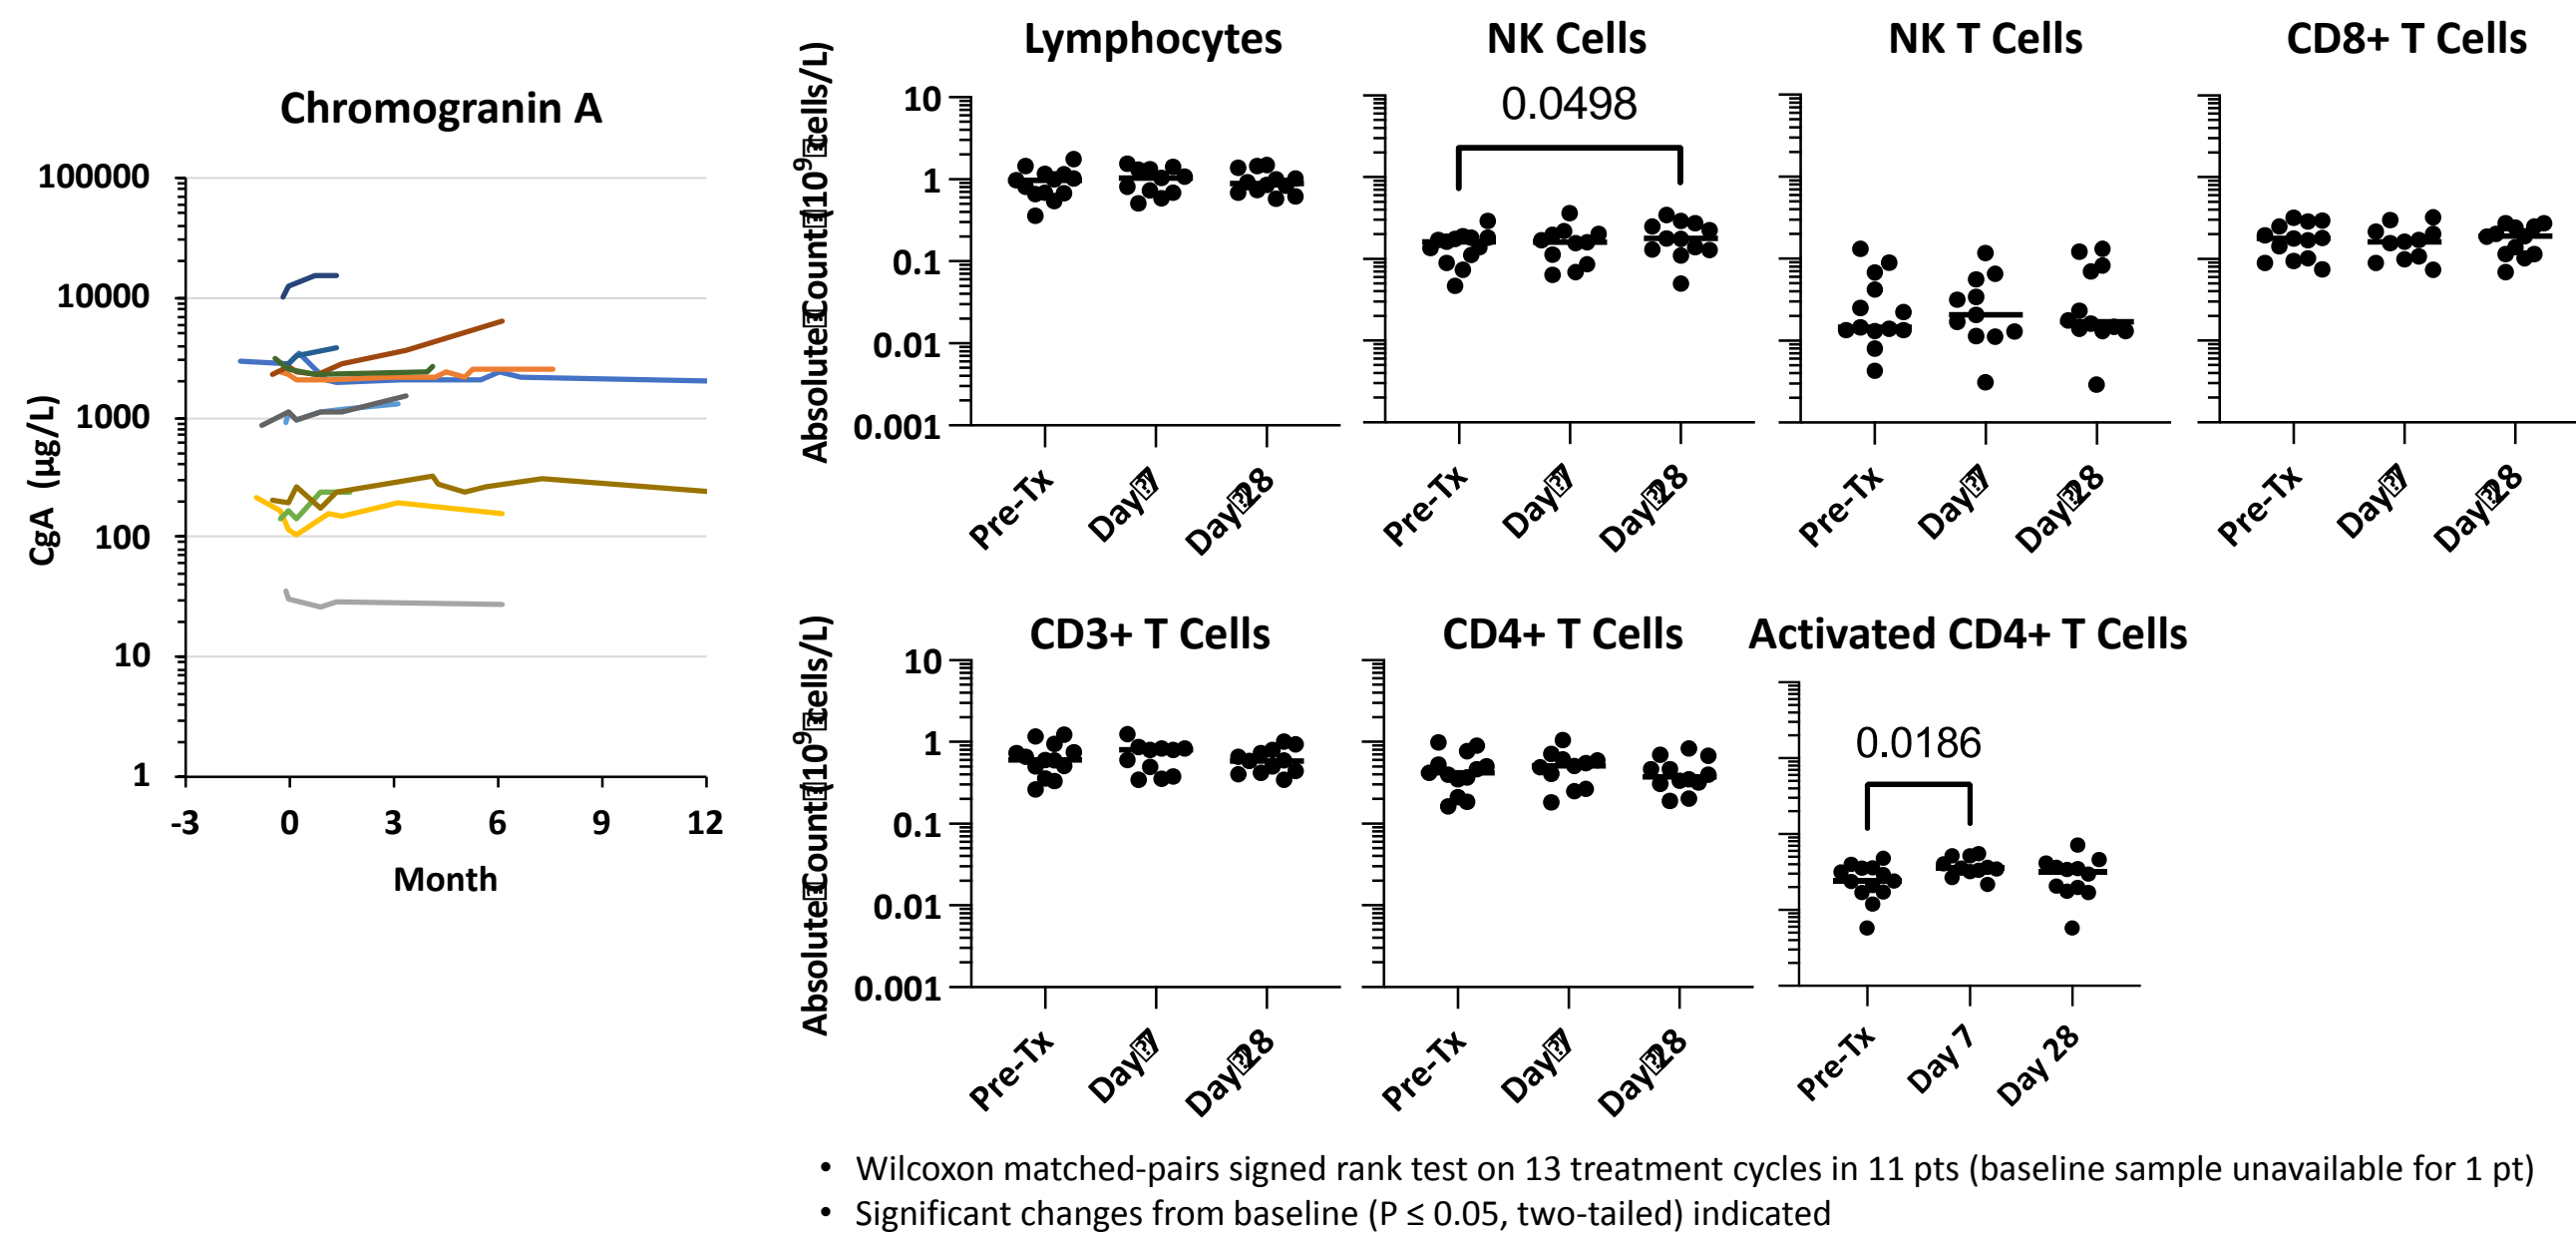 Chromogranin A
CgA (µg/L)
100000
10000
1000
100
10
1
-3 0 3 6 9 12
Month
Lymphocytes
NK Cells
NK T Cells
CD8+ T Cells
Absolute Count (10⁹ cells/L)
10
1
0.1
0.01
0.001
0.0498
Pre-Tx Day 7 Day 28
Pre-Tx Day 7 Day 28
Pre-Tx Day 7 Day 28
Pre-Tx Day 7 Day 28
CD3+ T Cells
CD4+ T Cells
Activated CD4+ T Cells
Absolute Count (10⁹ cells/L)
10
1
0.1
0.01
0.001
0.0186
Pre-Tx Day 7 Day 28
Pre-Tx Day 7 Day 28
Pre-Tx Day 7 Day 28
• Wilcoxon matched-pairs signed rank test on 13 treatment cycles in 11 pts (baseline sample unavailable for 1 pt)
• Significant changes from baseline (P ≤ 0.05, two-tailed) indicated